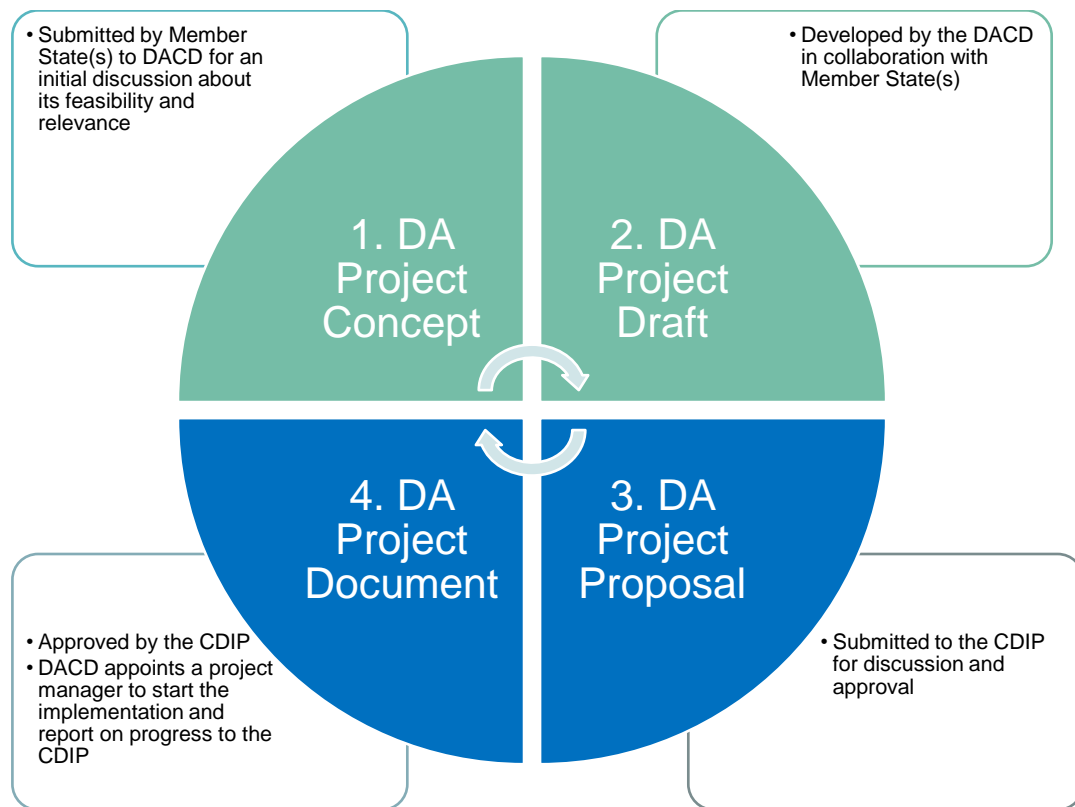 • Submitted by Member
State(s) to DACD for an
initial discussion about
its feasibility and
relevance
• Developed by the DACD
in collaboration with
Member State(s)
1. DA
Project
Concept
2. DA
Project
Draft
4. DA
Project
Document
3. DA
Project
Proposal
• Approved by the CDIP
• DACD appoints a project
manager to start the
implementation and
report on progress to the
CDIP
• Submitted to the CDIP
for discussion and
approval